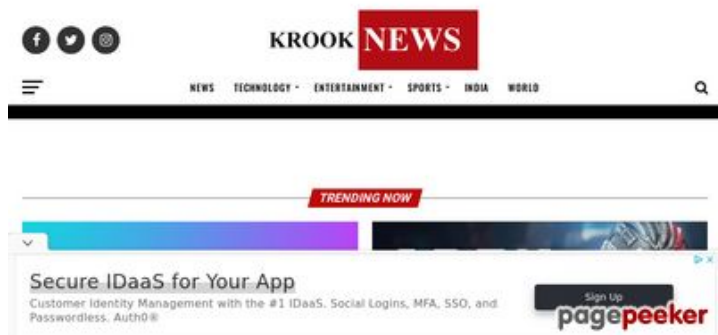 KROOK NEWS
NEWS TECHNOLOGY ENTERTAINMENT SPORTS INDIA WORLD
TRENDING NOW
Secure IDaaS for Your App
Customer Identity Management with the #1 IDaaS. Social Logins, MFA, SSO, and
Passwordless. Auth0®
Sign Up
pagepeeker